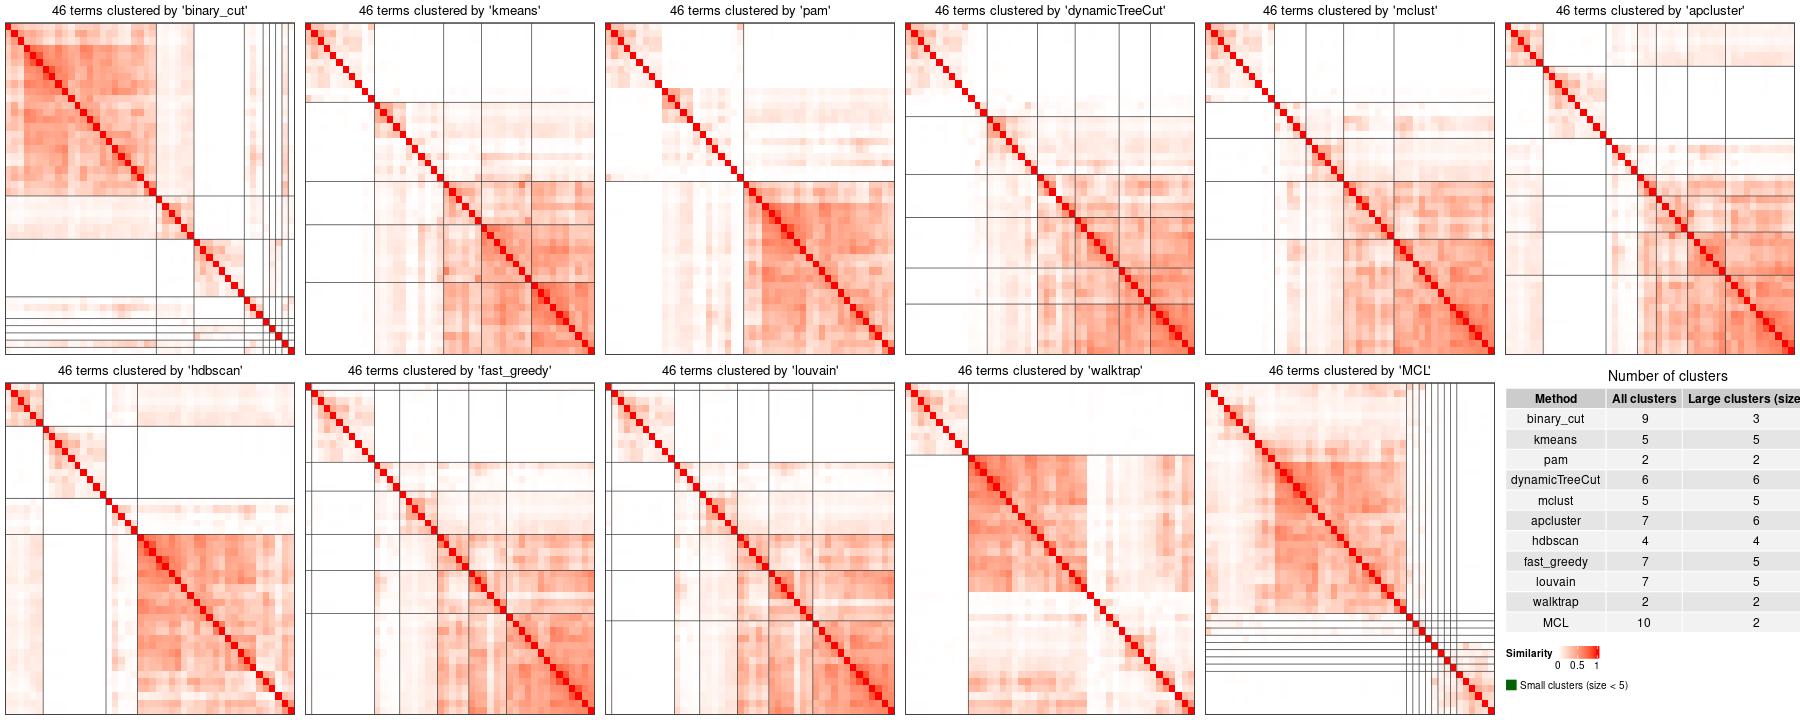 46 terms clustered by 'binary_cut'
46 terms clustered by 'kmeans'
46 terms clustered by 'pam'
46 terms clustered by 'dynamicTreeCut'
46 terms clustered by 'mclust'
46 terms clustered by 'apcluster'
46 terms clustered by 'hdbscan'
46 terms clustered by 'fast_greedy'
46 terms clustered by 'louvain'
46 terms clustered by 'walktrap'
46 terms clustered by 'MCL'
Number of clusters
Method All clusters Large clusters (size
binary_cut 9 3
kmeans 5 5
pam 2 2
dynamicTreeCut 6 6
mclust 5 5
apcluster 7 6
hdbscan 4 4
fast_greedy 7 5
louvain 7 5
walktrap 2 2
MCL 10 2
Similarity
0 0.5 1
Small clusters (size < 5)